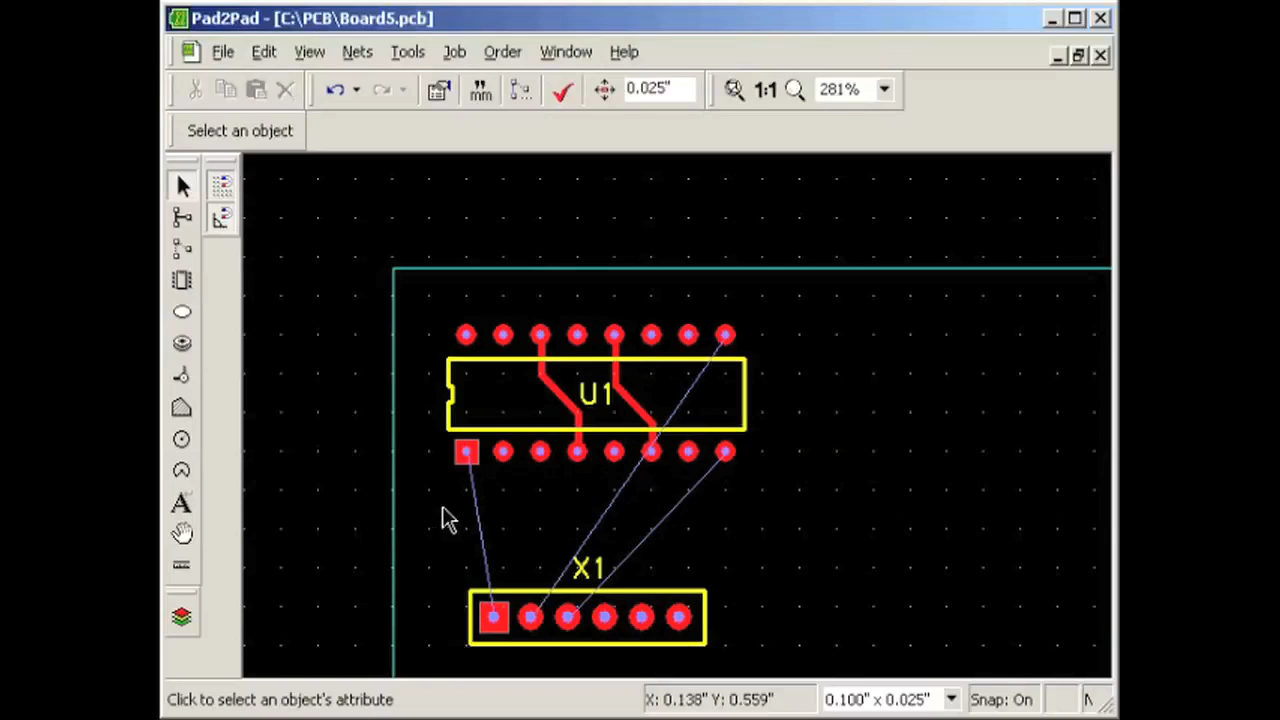 Pad2Pad - [C:\PCB\Board5.pcb]
File Edit View Nets Tools Job Order Window Help
mm 0.025" 1:1 281%
Select an object
A
U1
X1
Click to select an object's attribute X: 0.138" Y: 0.559" 0.100" x 0.025" Snap: On